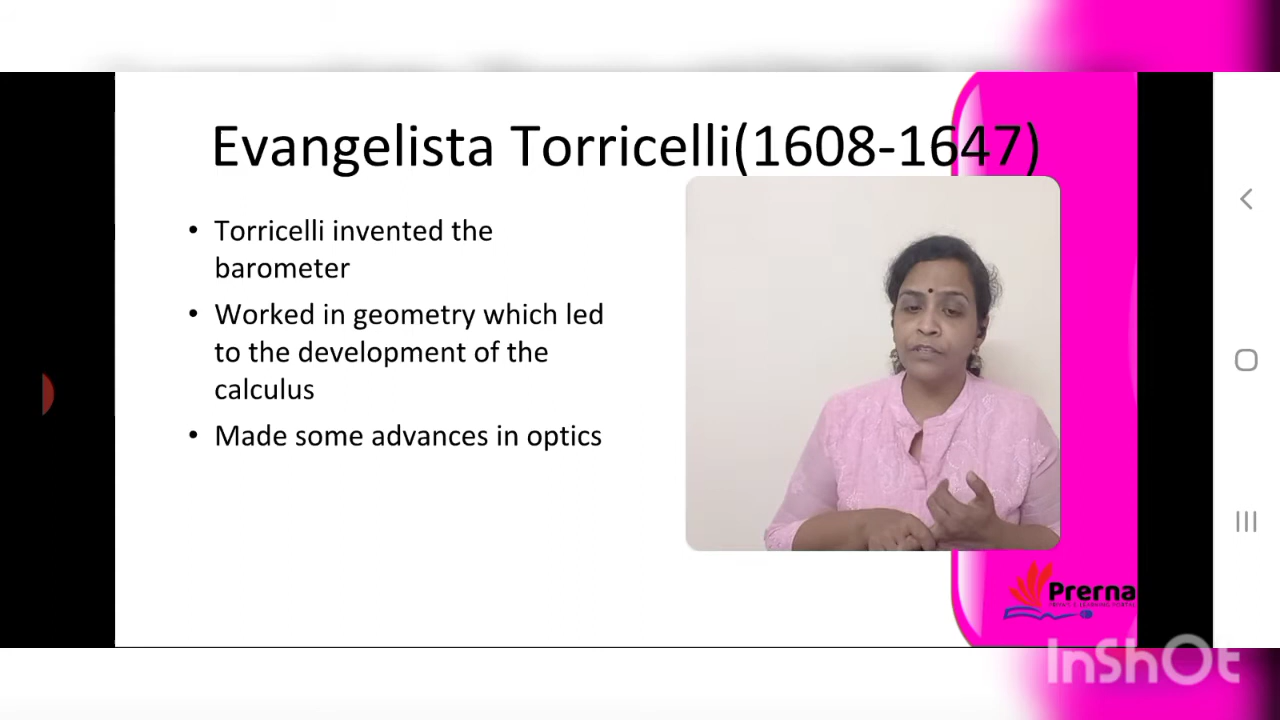 Evangelista Torricelli(1608-1647)
• Torricelli invented the
barometer
• Worked in geometry which led
to the development of the
calculus
• Made some advances in optics
Prerna
InShOt